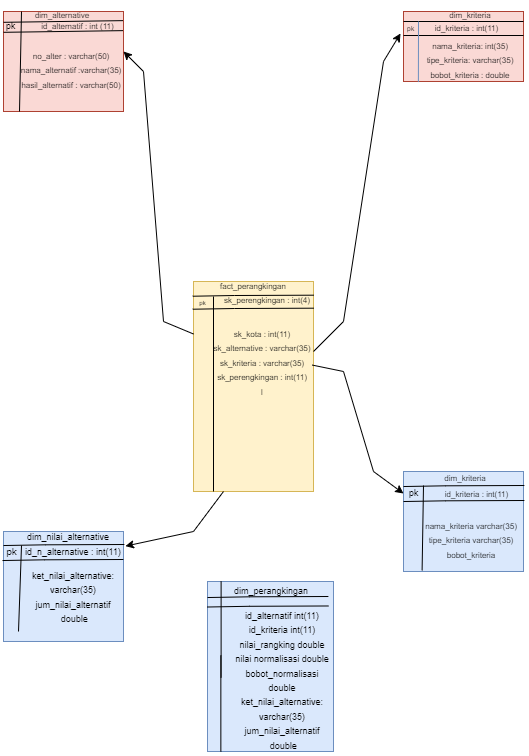 dim_alternative
pk id_alternatif : int (11)
no_alter : varchar(50)
nama_alternatif :varchar(35)
hasil_alternatif : varchar(50)
dim_kriteria
pk id_kriteria : int(11)
nama_kriteria: int(35)
tipe_kriteria: varchar(35)
bobot_kriteria : double
fact_perangkingan
pk sk_perengkingan : int(4)
sk_kota : int(11)
sk_alternative : varchar(35)
sk_kriteria : varchar(35)
sk_perengkingan : int(11)
l
dim_kriteria
pk id_kriteria : int(11)
nama_kriteria varchar(35)
tipe_kriteria varchar(35)
bobot_kriteria
dim_nilai_alternative
pk id_n_alternative : int(11)
ket_nilai_alternative:
varchar(35)
jum_nilai_alternatif
double
dim_perangkingan
id_alternatif int(11)
id_kriteria int(11)
nilai_rangking double
nilai normalisasi double
bobot_normalisasi
double
ket_nilai_alternative:
varchar(35)
jum_nilai_alternatif
double